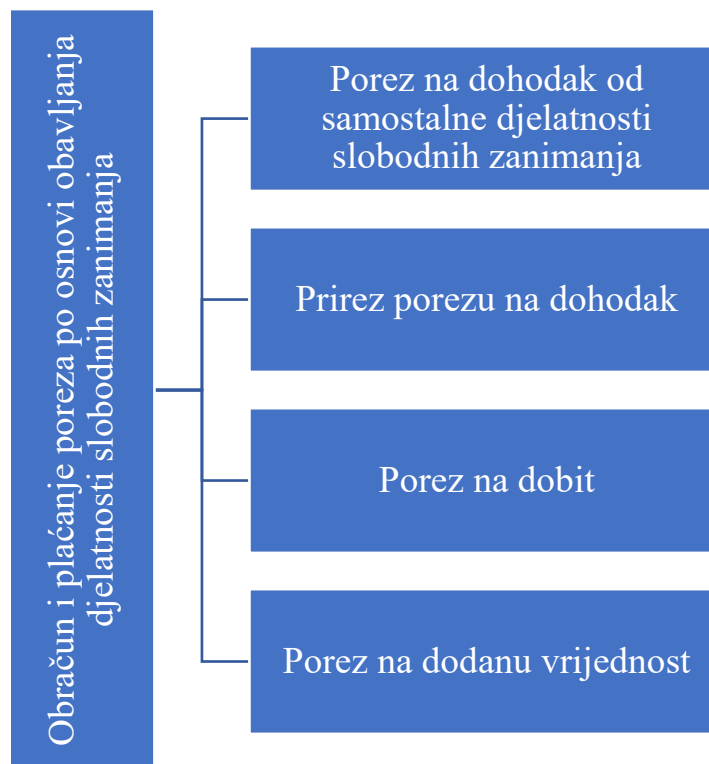 Obračun i plaćanje poreza po osnovi obavljanja
djelatnosti slobodnih zanimanja
Porez na dohodak od
samostalne djelatnosti
slobodnih zanimanja
Prirez porezu na dohodak
Porez na dobit
Porez na dodanu vrijednost